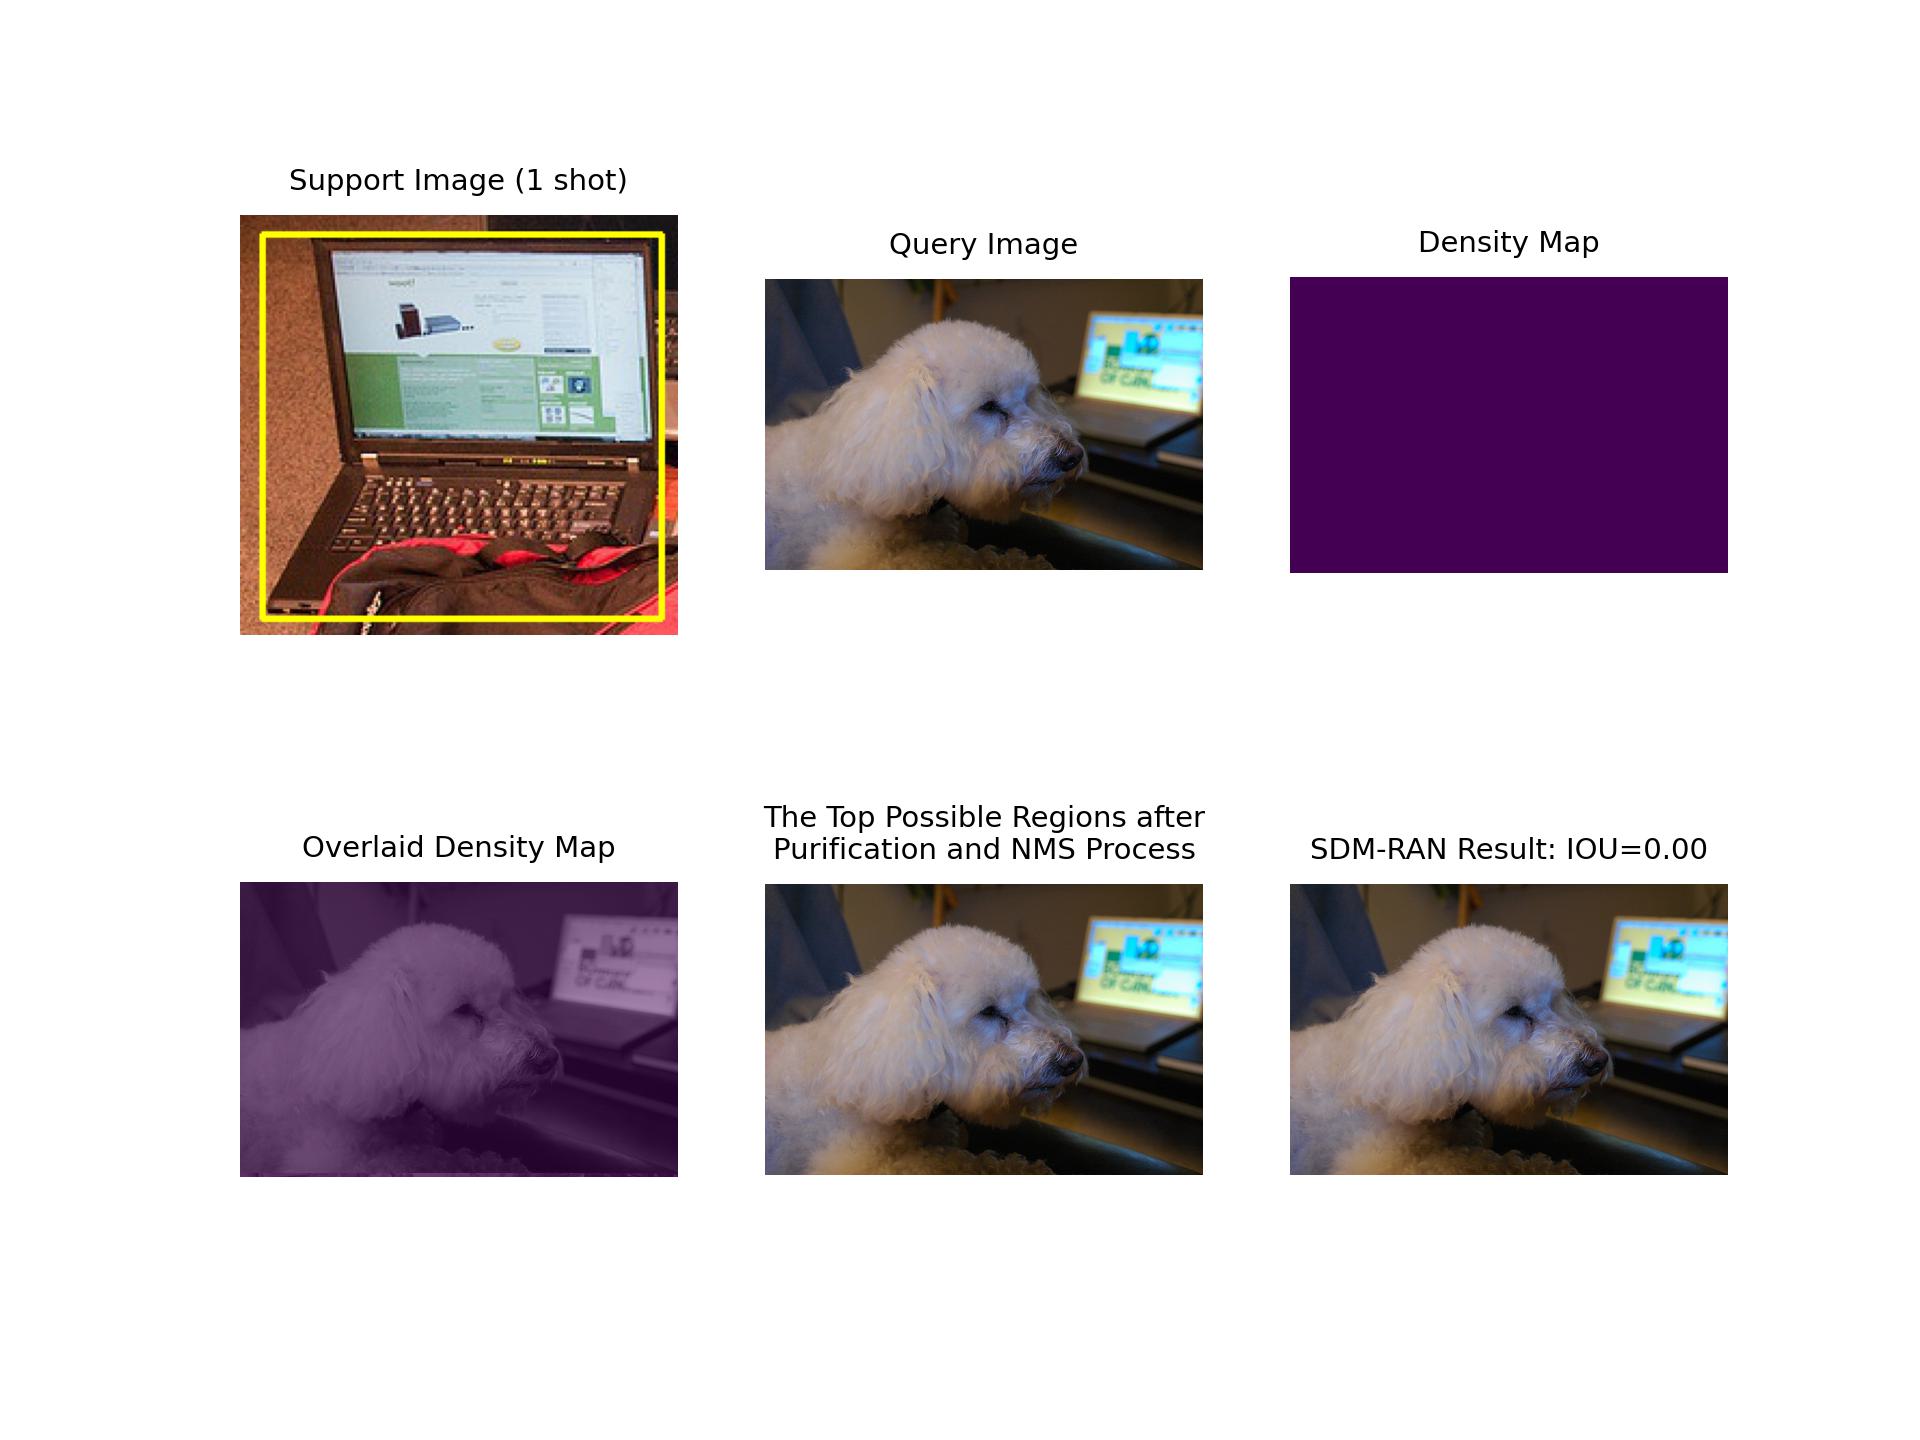 Support Image (1 shot)
Query Image
Density Map
woot!
Overlaid Density Map
The Top Possible Regions after
Purification and NMS Process
SDM-RAN Result: IOU=0.00